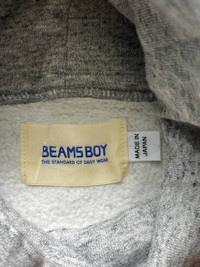 BEAMS BOY
THE STANDARD OF DAILY WEAR
MADE IN
JAPAN